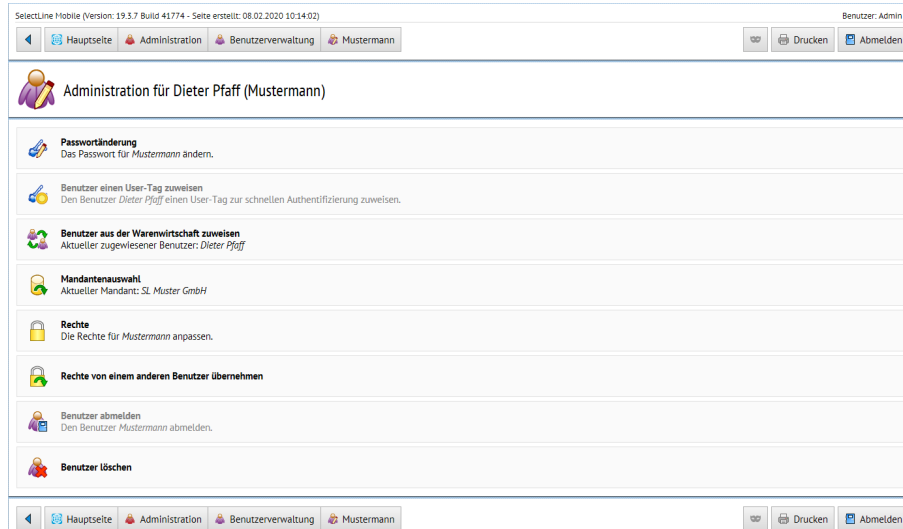 SelectLine Mobile (Version: 19.3.7 Build 41774 - Seite erstellt: 08.02.2020 10:14:02) Benutzer: Admin
Hauptseite Administration Benutzerverwaltung Mustermann Drucken Abmelden
Administration für Dieter Pfaff (Mustermann)
Passwortänderung
Das Passwort für Mustermann ändern.
Benutzer einen User-Tag zuweisen
Den Benutzer Dieter Pfaff einen User-Tag zur schnellen Authentifizierung zuweisen.
Benutzer aus der Warenwirtschaft zuweisen
Aktueller zugewiesener Benutzer: Dieter Pfaff
Mandantenauswahl
Aktueller Mandant: SL Muster GmbH
Rechte
Die Rechte für Mustermann anpassen.
Rechte von einem anderen Benutzer übernehmen
Benutzer abmelden
Den Benutzer Mustermann abmelden.
Benutzer löschen
Hauptseite Administration Benutzerverwaltung Mustermann Drucken Abmelden